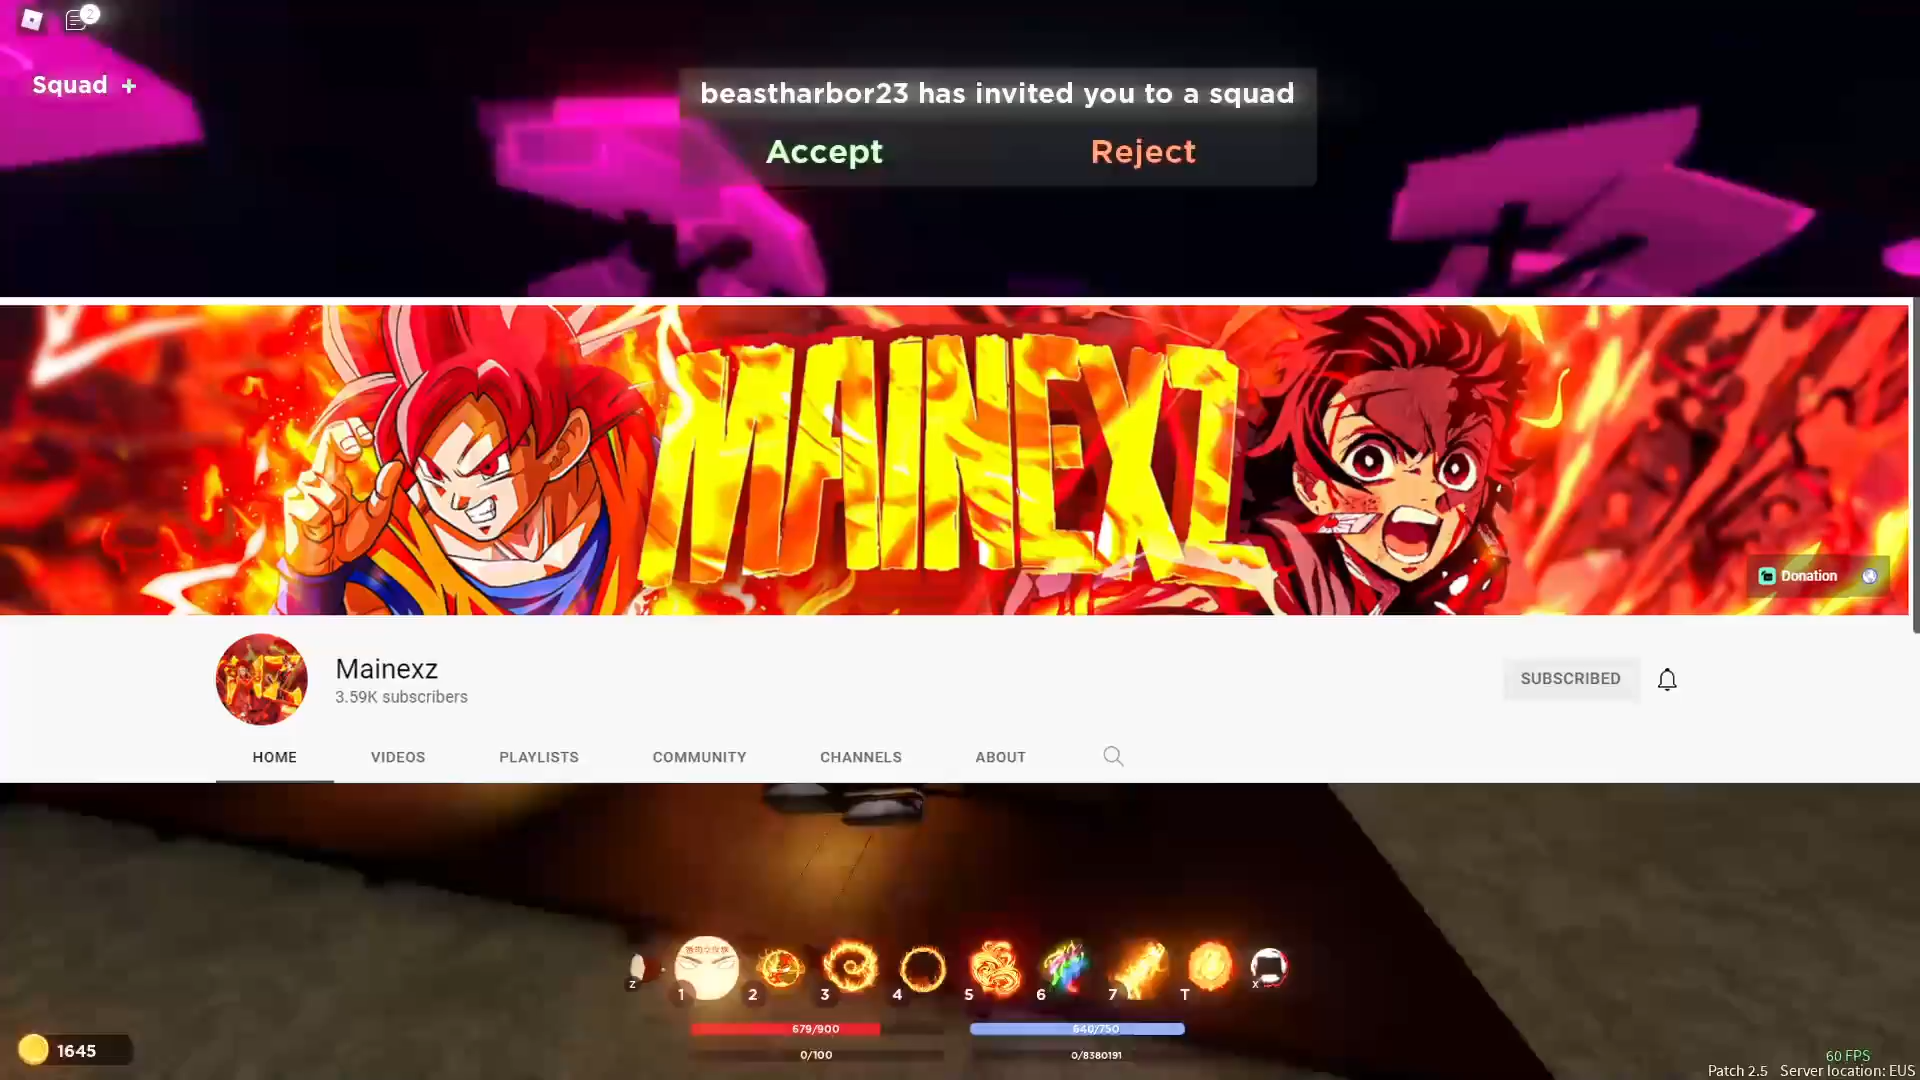 2
Squad +
beastharbor23 has invited you to a squad
Accept Reject
MAINEXZ
Donation
Mainexz
3.59K subscribers
SUBSCRIBED
HOME VIDEOS PLAYLISTS COMMUNITY CHANNELS ABOUT
Z 1 2 3 4 5 6 7 T X
679/900 640/750
0/100 0/8380191
1645
60 FPS
Patch 2.5 Server location: EUS